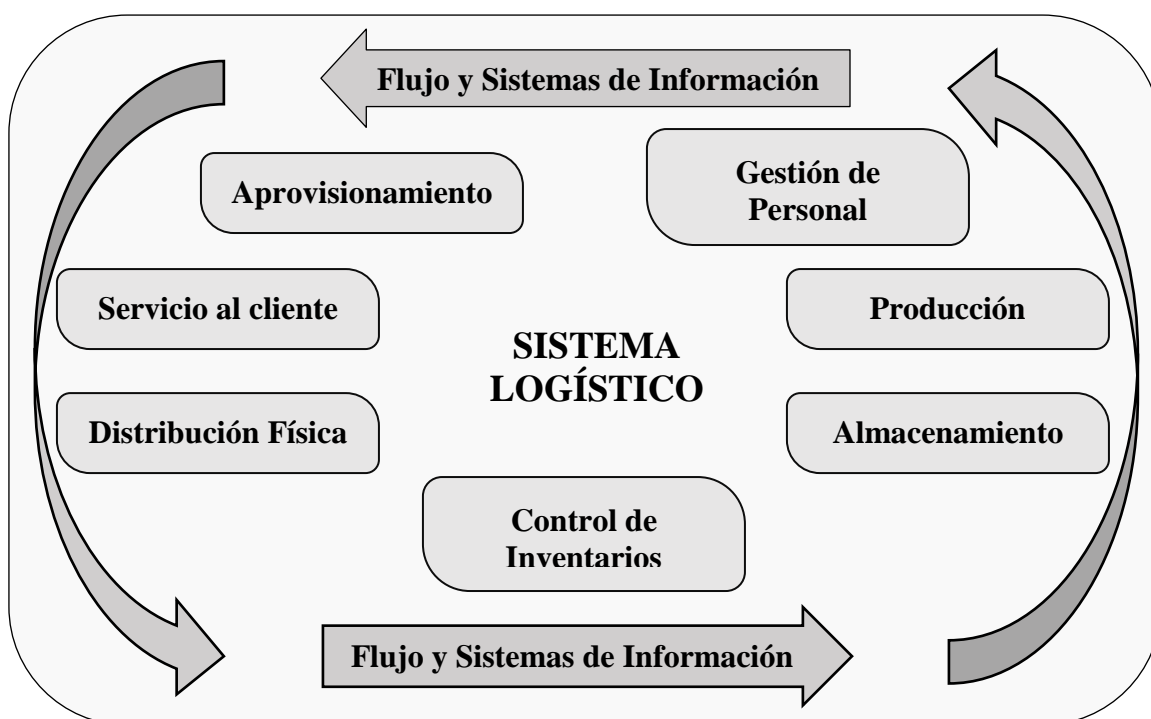 Flujo y Sistemas de Información
Aprovisionamiento
Gestión de
Personal
Servicio al cliente
Producción
SISTEMA
LOGÍSTICO
Distribución Física
Almacenamiento
Control de
Inventarios
Flujo y Sistemas de Información